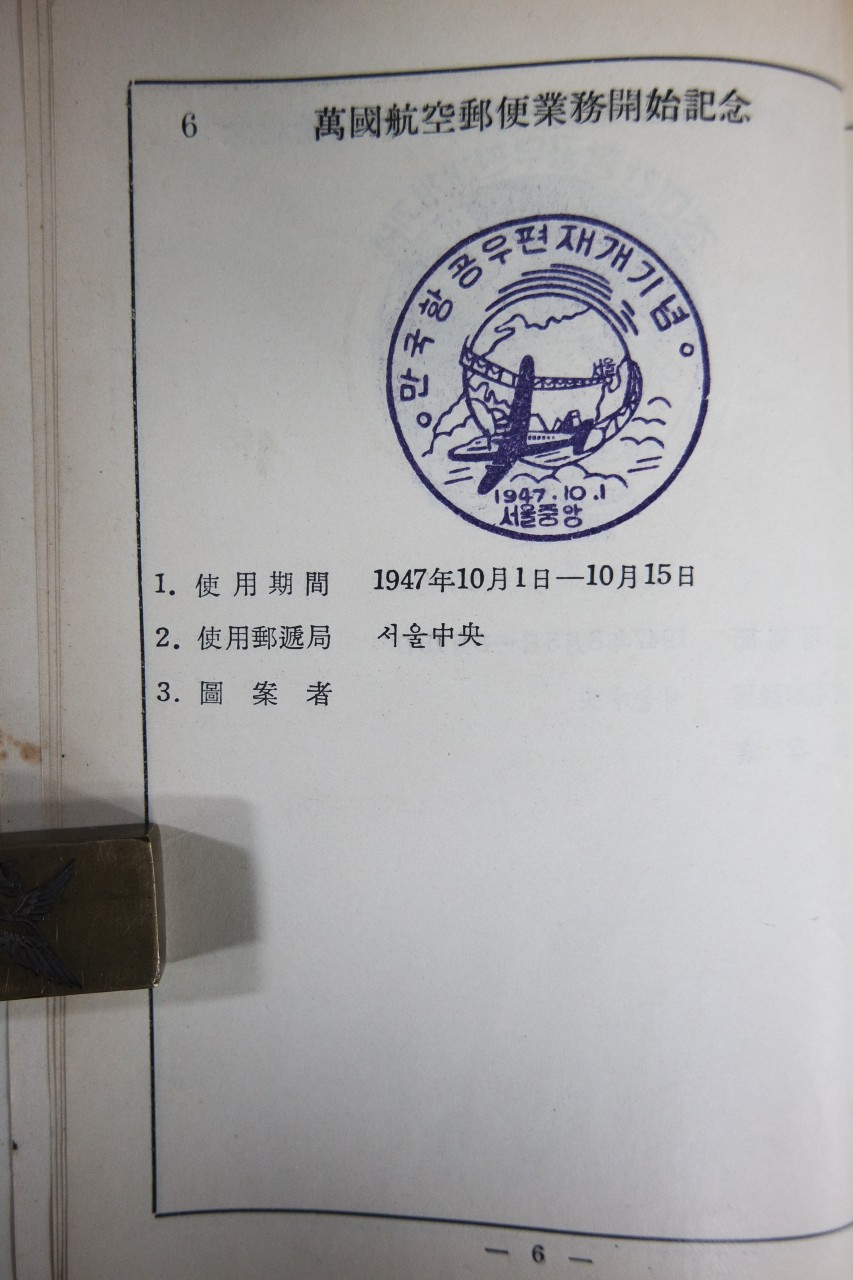 6 萬國航空郵便業務開始記念
만국항공우편재개기념
서울
1947.10.1
서울중앙
1. 使用期間 1947年10月1日—10月15日
2. 使用郵遞局 서울中央
3. 圖案者
— 6 —